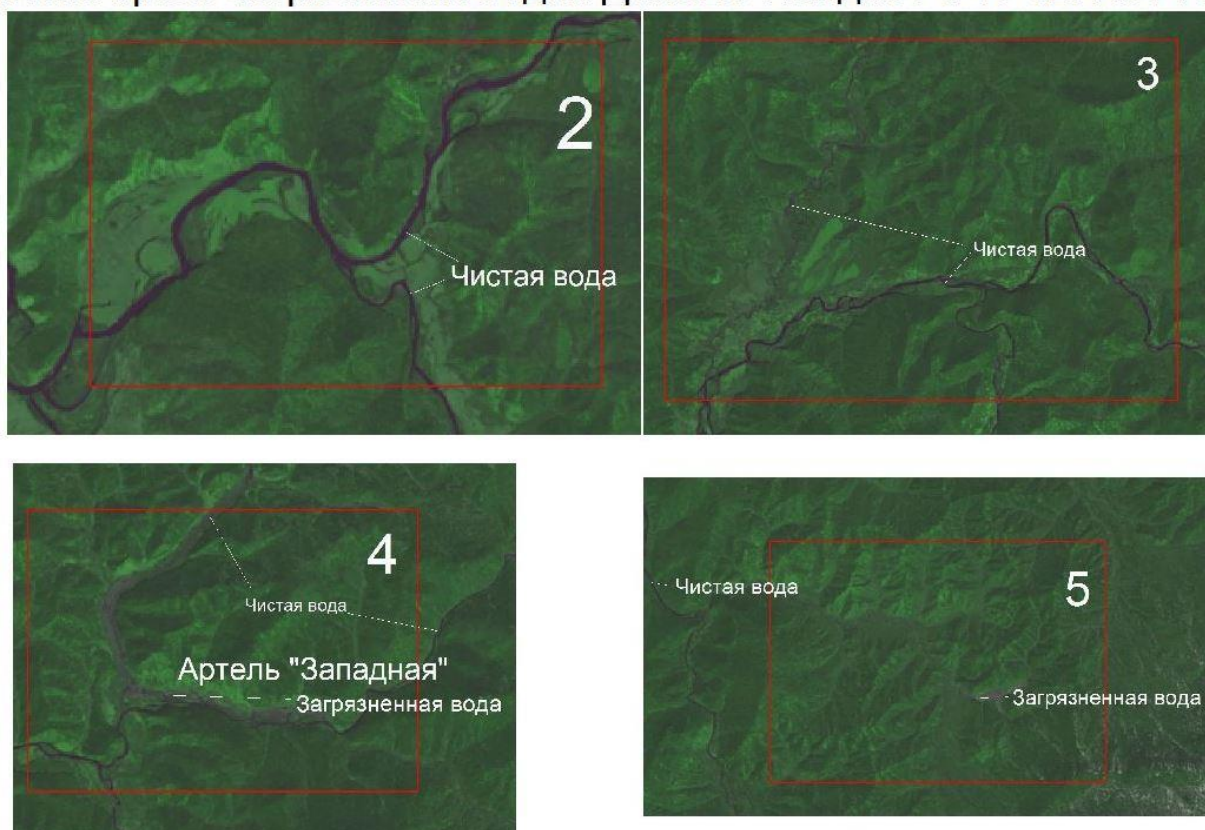 2
Чистая вода
3
Чистая вода
4
Чистая вода
Артель "Западная"
Загрязненная вода
Чистая вода
5
Загрязненная вода